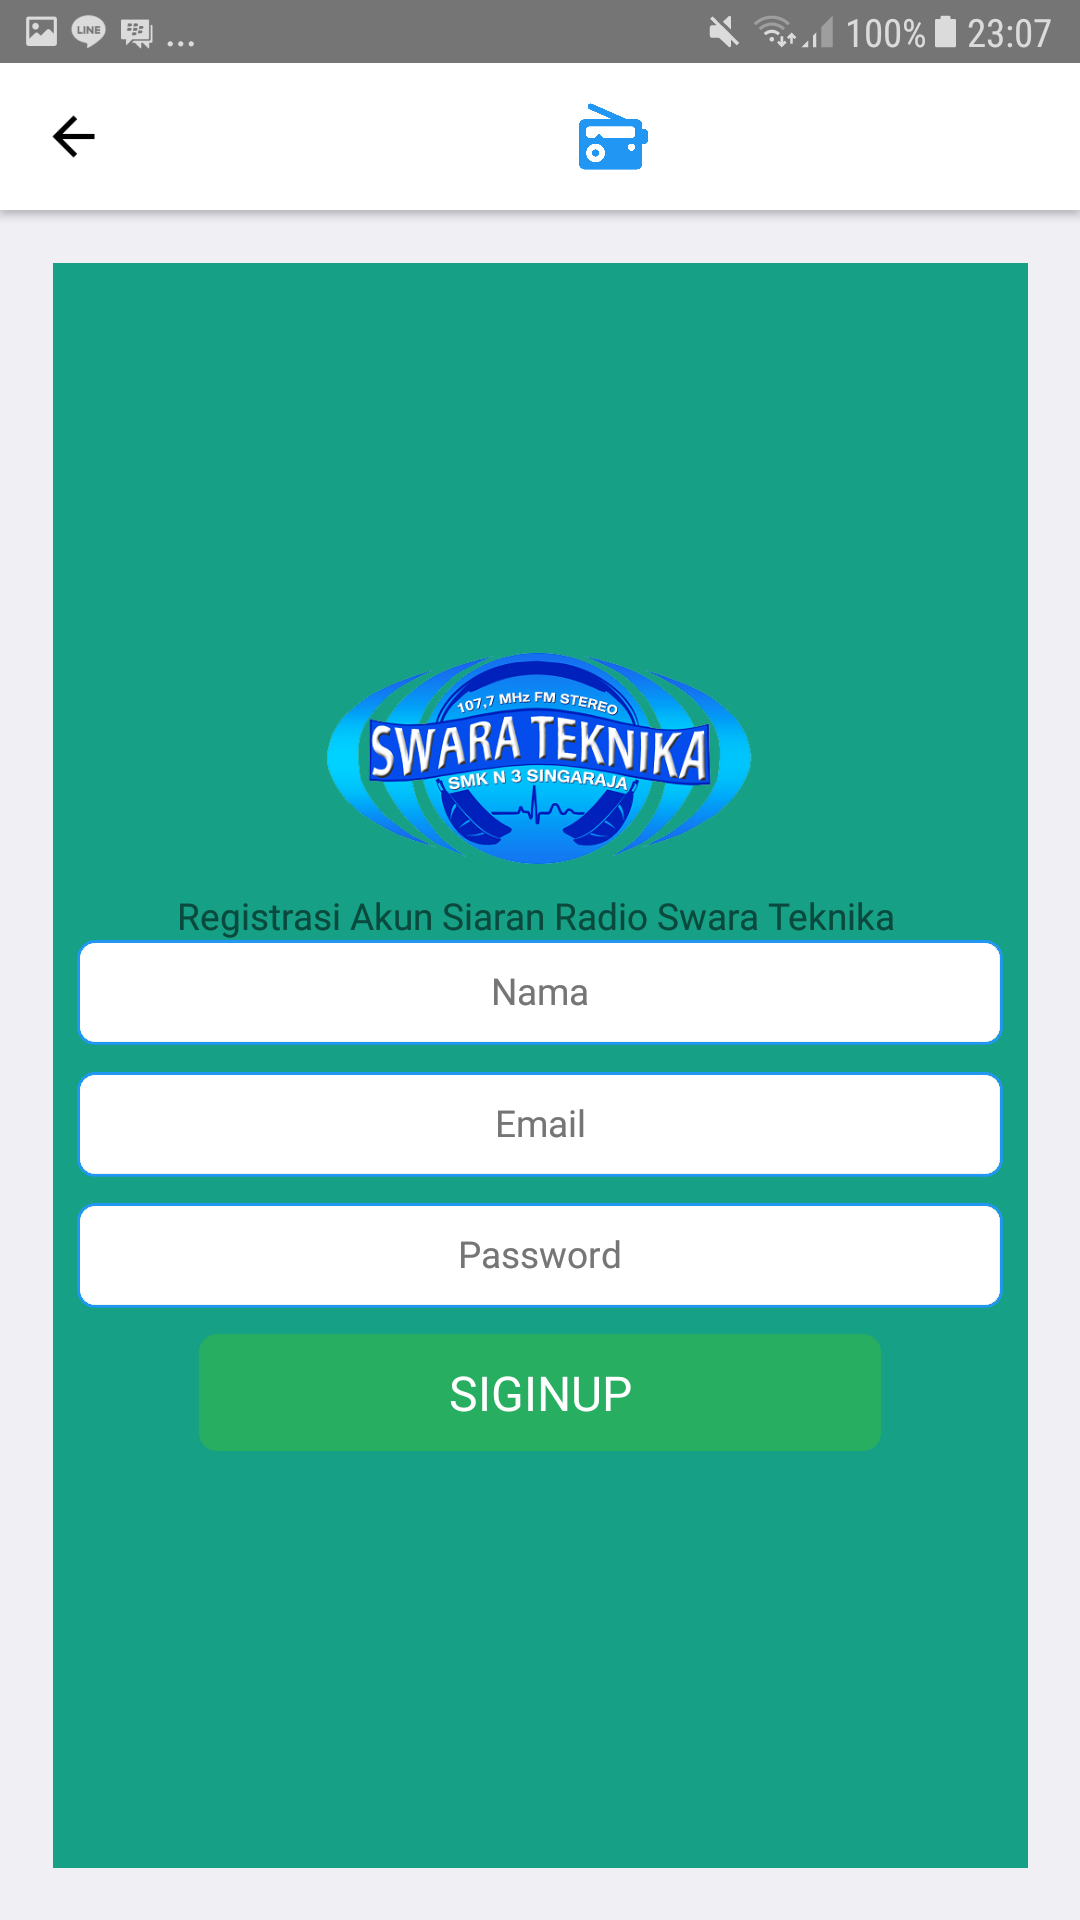 LINE
... 100% 23:07
107,7 MHz FM STEREO
SWARA TEKNIKA
SMK N 3 SINGARAJA
Registrasi Akun Siaran Radio Swara Teknika
Nama
Email
Password
SIGINUP